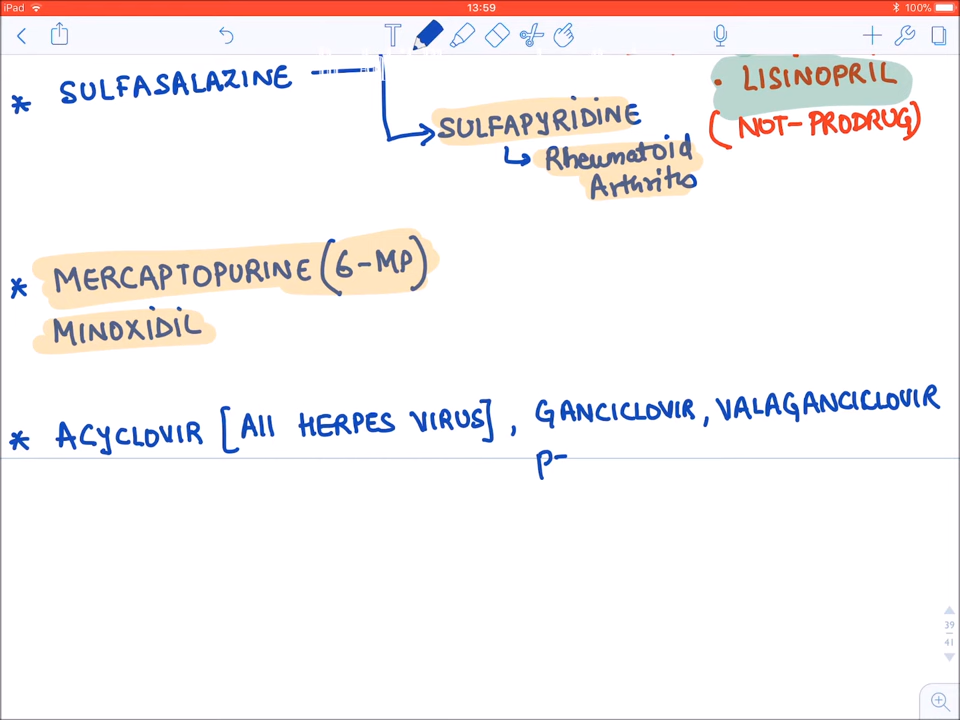 iPad 13:59 100%
T
* SULFASALAZINE
• LISINOPRIL
(NOT-PRODRUG)
SULFAPYRIDINE
Rheumatoid
Arthritis
* MERCAPTOPURINE (6-MP)
MINOXIDIL
* ACYCLOVIR [All HERPES VIRUS], GANCICLOVIR, VALAGANCICLOVIR
P
39
41